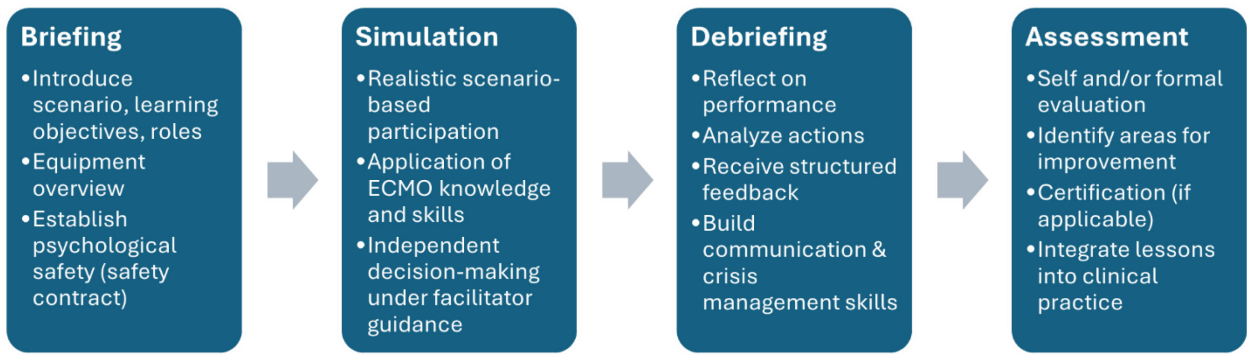 Briefing
•Introduce
scenario, learning
objectives, roles
•Equipment
overview
•Establish
psychological
safety (safety
contract)
Simulation
•Realistic scenario-
based
participation
•Application of
ECMO knowledge
and skills
•Independent
decision-making
under facilitator
guidance
Debriefing
•Reflect on
performance
•Analyze actions
•Receive structured
feedback
•Build
communication &
crisis
management skills
Assessment
•Self and/or formal
evaluation
•Identify areas for
improvement
•Certification (if
applicable)
•Integrate lessons
into clinical
practice